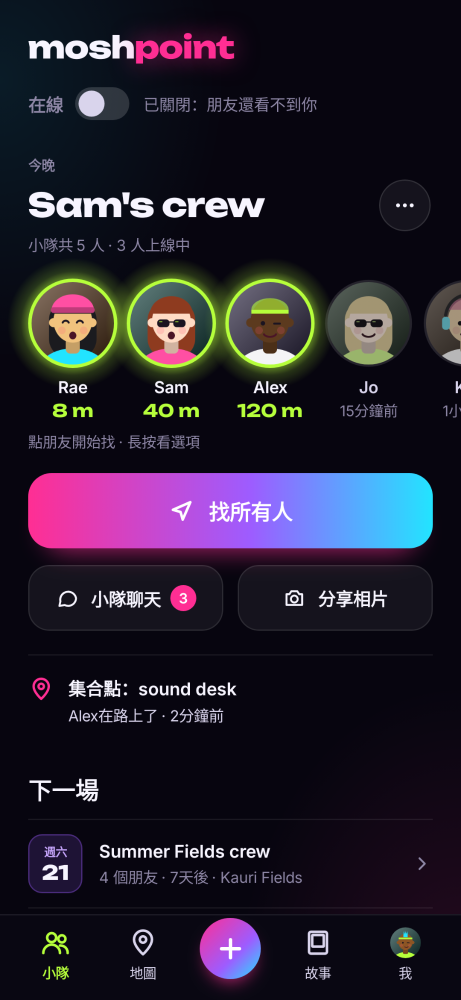 moshpoint
在線
已關閉：朋友還看不到你
今晚
Sam's crew
小隊共 5 人 · 3 人上線中
Rae
Sam
Alex
Jo
8 m
40 m
120 m
15分鐘前
點朋友開始找 · 長按看選項
找所有人
小隊聊天 3
分享相片
集合點：sound desk
Alex在路上了 · 2分鐘前
下一場
週六
21
Summer Fields crew
4 個朋友 · 7天後 · Kauri Fields
小隊
地圖
故事
我